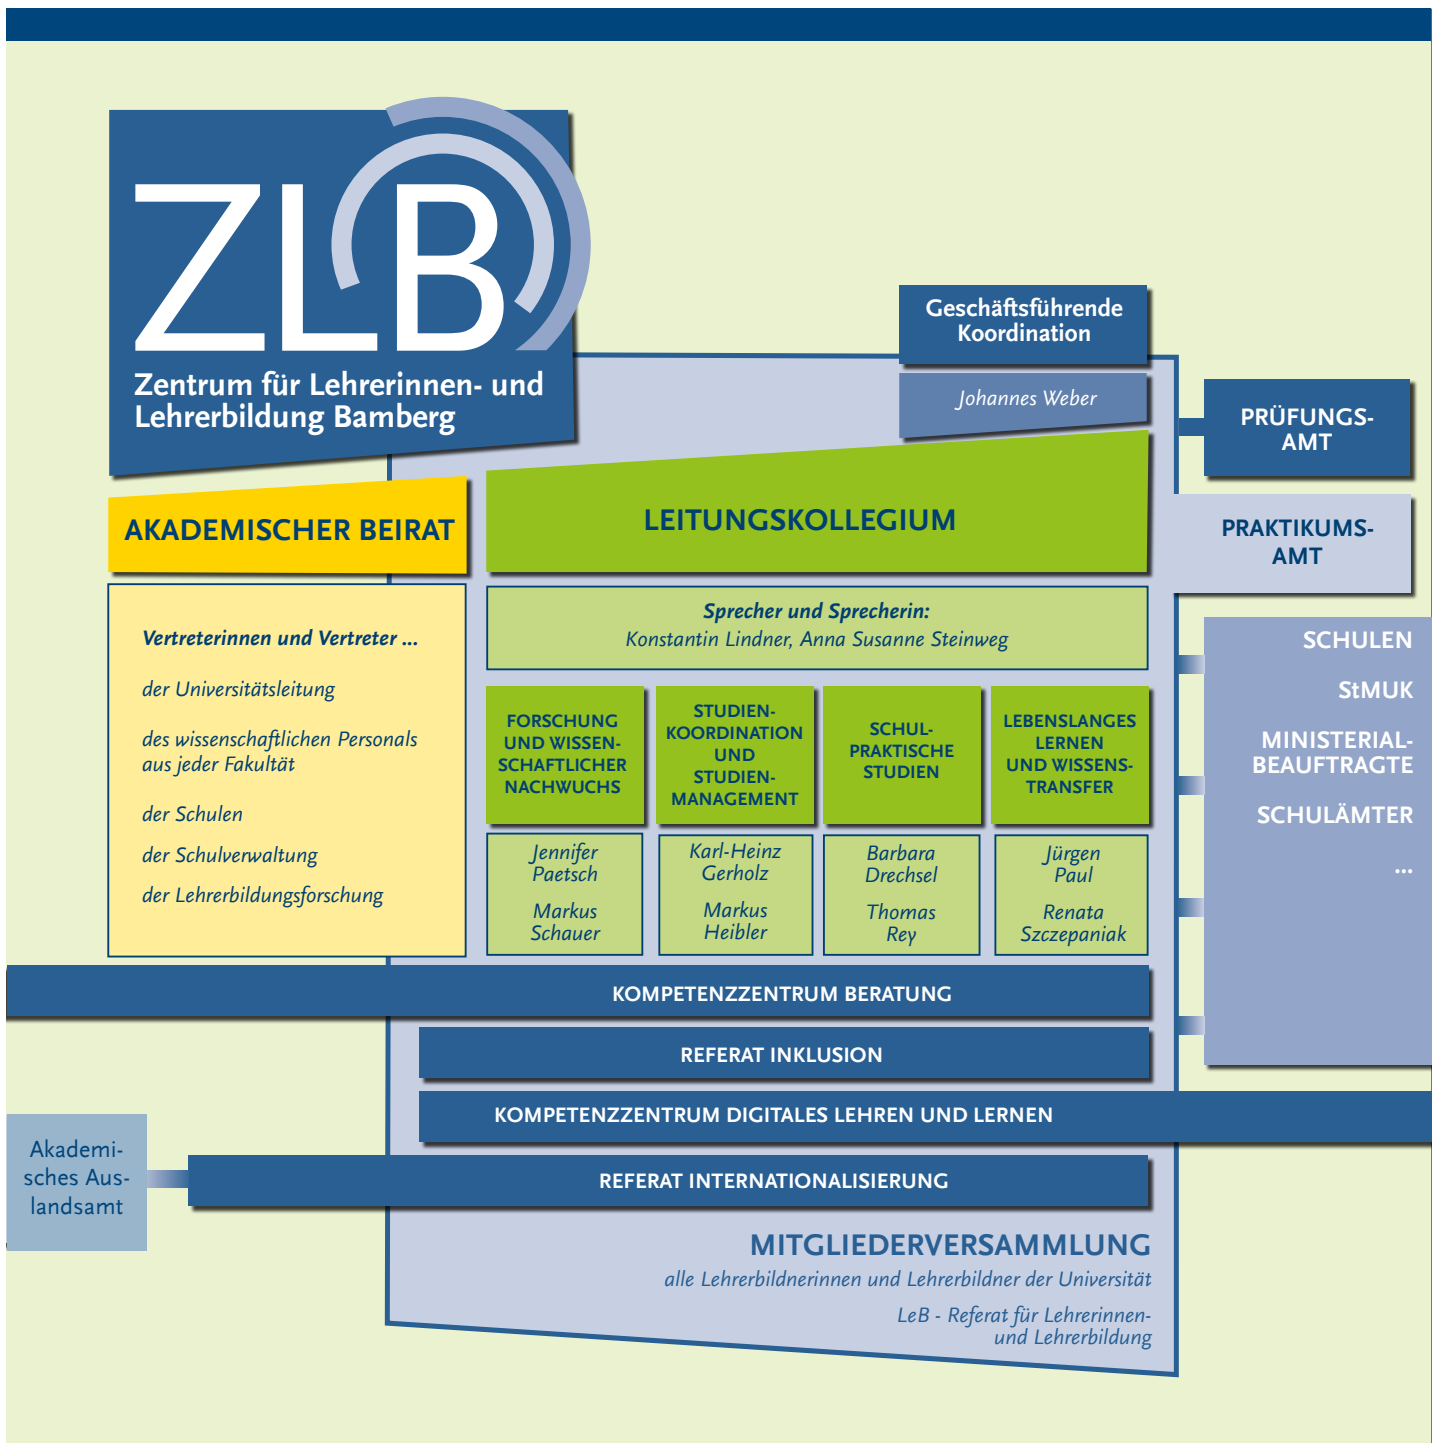 ZLB
Zentrum für Lehrerinnen- und
Lehrerbildung Bamberg
Geschäftsführende
Koordination
Johannes Weber
PRÜFUNGS-
AMT
PRAKTIKUMS-
AMT
AKADEMISCHER BEIRAT
Vertreterinnen und Vertreter ...
der Universitätsleitung
des wissenschaftlichen Personals
aus jeder Fakultät
der Schulen
der Schulverwaltung
der Lehrerbildungsforschung
LEITUNGSKOLLEGIUM
Sprecher und Sprecherin:
Konstantin Lindner, Anna Susanne Steinweg
FORSCHUNG
UND WISSEN-
SCHAFTLICHER
NACHWUCHS
Jennifer
Paetsch
Markus
Schauer
STUDIEN-
KOORDINATION
UND
STUDIEN-
MANAGEMENT
Karl-Heinz
Gerholz
Markus
Heibler
SCHUL-
PRAKTISCHE
STUDIEN
Barbara
Drechsel
Thomas
Rey
LEBENSLANGES
LERNEN
UND WISSENS-
TRANSFER
Jürgen
Paul
Renata
Szczepaniak
SCHULEN
StMUK
MINISTERIAL-
BEAUFTRAGTE
SCHULÄMTER
...
KOMPETENZZENTRUM BERATUNG
REFERAT INKLUSION
KOMPETENZZENTRUM DIGITALES LEHREN UND LERNEN
Akademi-
sches Aus-
landsamt
REFERAT INTERNATIONALISIERUNG
MITGLIEDERVERSAMMLUNG
alle Lehrerbildnerinnen und Lehrerbildner der Universität
LeB - Referat für Lehrerinnen-
und Lehrerbildung